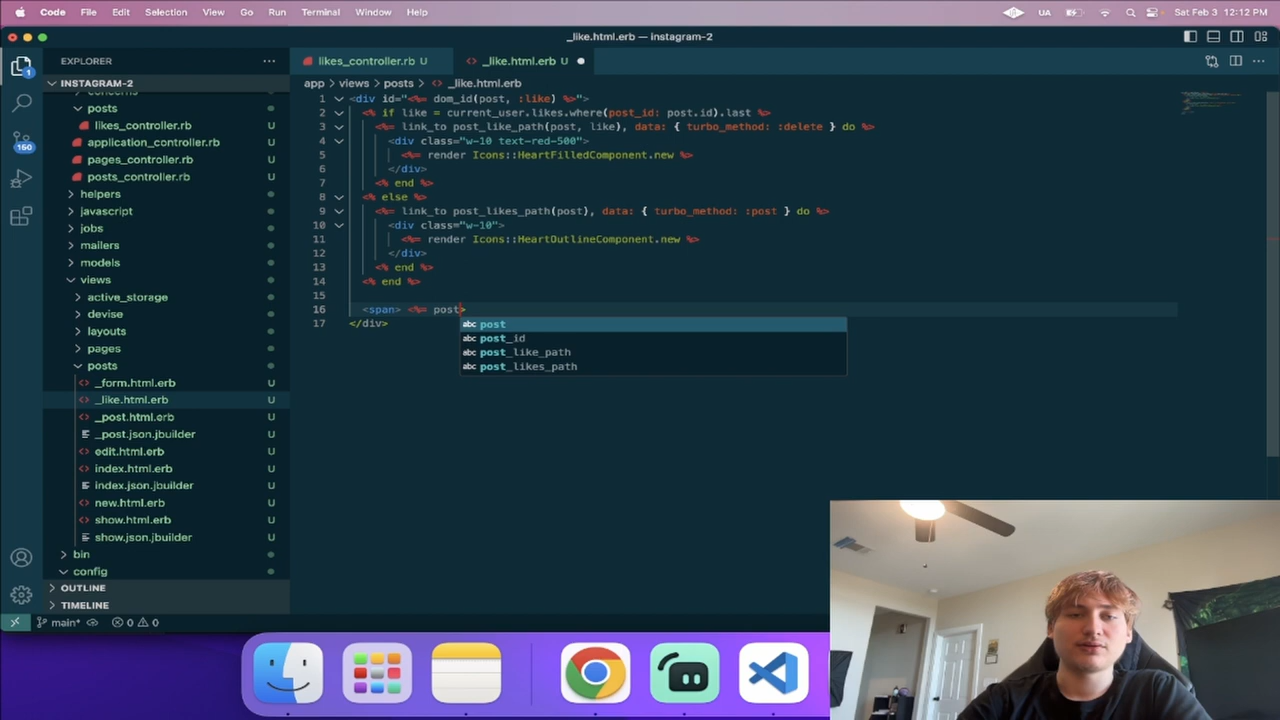 Code File Edit Selection View Go Run Terminal Window Help UA Sat Feb 3 12:12 PM
_like.html.erb — instagram-2
EXPLORER
likes_controller.rb U
_like.html.erb U
INSTAGRAM-2
app > views > posts > _like.html.erb
concerns
posts
likes_controller.rb U
application_controller.rb U
pages_controller.rb U
posts_controller.rb U
helpers
javascript
jobs
mailers
models
views
active_storage
devise
layouts
pages
posts
_form.html.erb U
_like.html.erb U
_post.html.erb U
_post.json.jbuilder U
edit.html.erb U
index.html.erb U
index.json.jbuilder U
new.html.erb U
show.html.erb U
show.json.jbuilder U
bin
config
OUTLINE
TIMELINE
1 <div id="<%= dom_id(post, :like) %>">
2 <% if like = current_user.likes.where(post_id: post.id).last %>
3 <%= link_to post_like_path(post, like), data: { turbo_method: :delete } do %>
4 <div class="w-10 text-red-500">
5 <%= render Icons::HeartFilledComponent.new %>
6 </div>
7 <% end %>
8 <% else %>
9 <%= link_to post_likes_path(post), data: { turbo_method: :post } do %>
10 <div class="w-10">
11 <%= render Icons::HeartOutlineComponent.new %>
12 </div>
13 <% end %>
14 <% end %>
15
16 <span> <%= post>
17 </div>
abc post
abc post_id
abc post_like_path
abc post_likes_path
1
150
main* 0 0